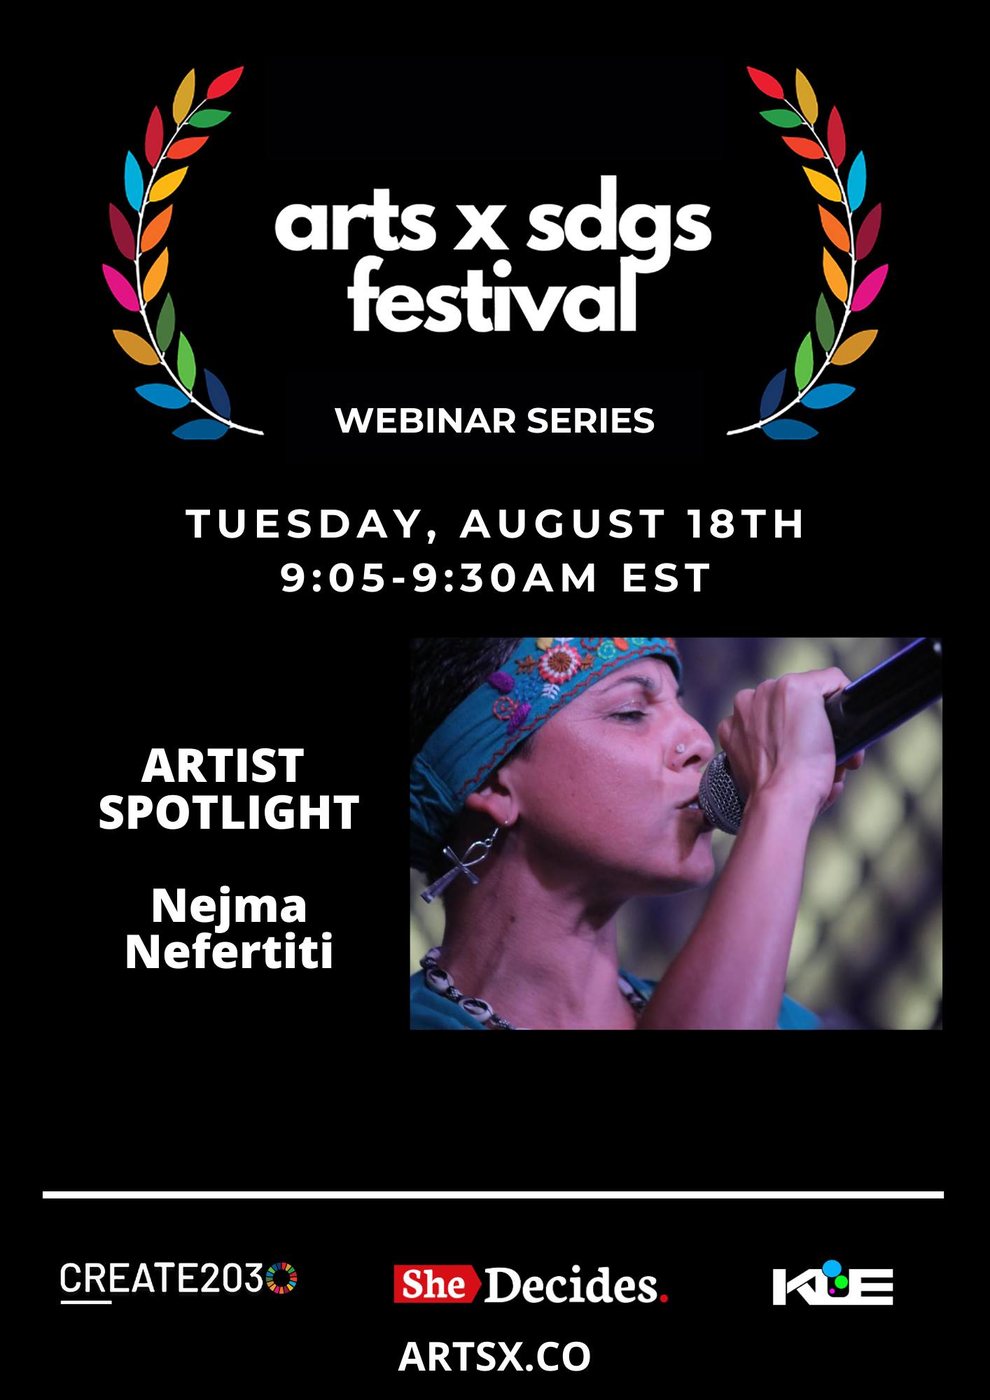 arts x sdgs
festival
WEBINAR SERIES
TUESDAY, AUGUST 18TH
9:05-9:30AM EST
ARTIST
SPOTLIGHT
Nejma
Nefertiti
CREATE2030
She Decides.
KUE
ARTSX.CO